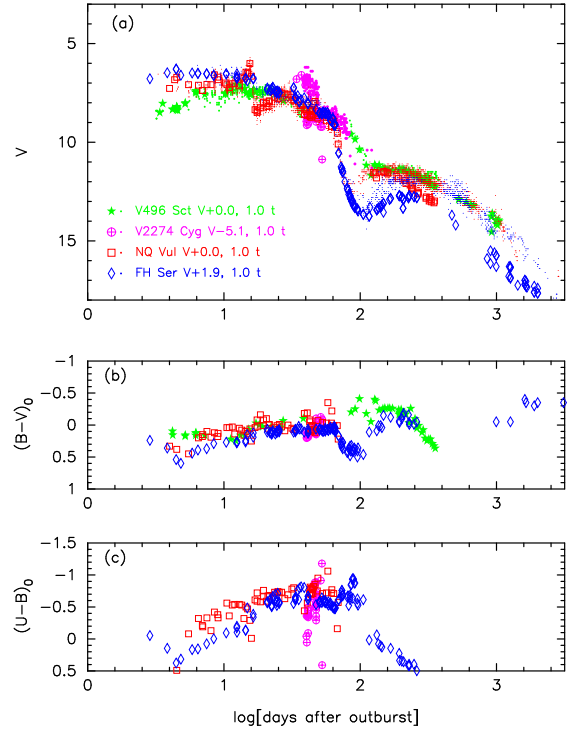 (a)
5
10
15
V
V496 Sct V+0.0, 1.0 t
V2274 Cyg V−5.1, 1.0 t
NQ Vul V+0.0, 1.0 t
FH Ser V+1.9, 1.0 t
0 1 2 3
(b)
−1
−0.5
0
0.5
1
(B−V)0
0 1 2 3
(c)
−1.5
−1
−0.5
0
0.5
(U−B)0
0 1 2 3
log[days after outburst]